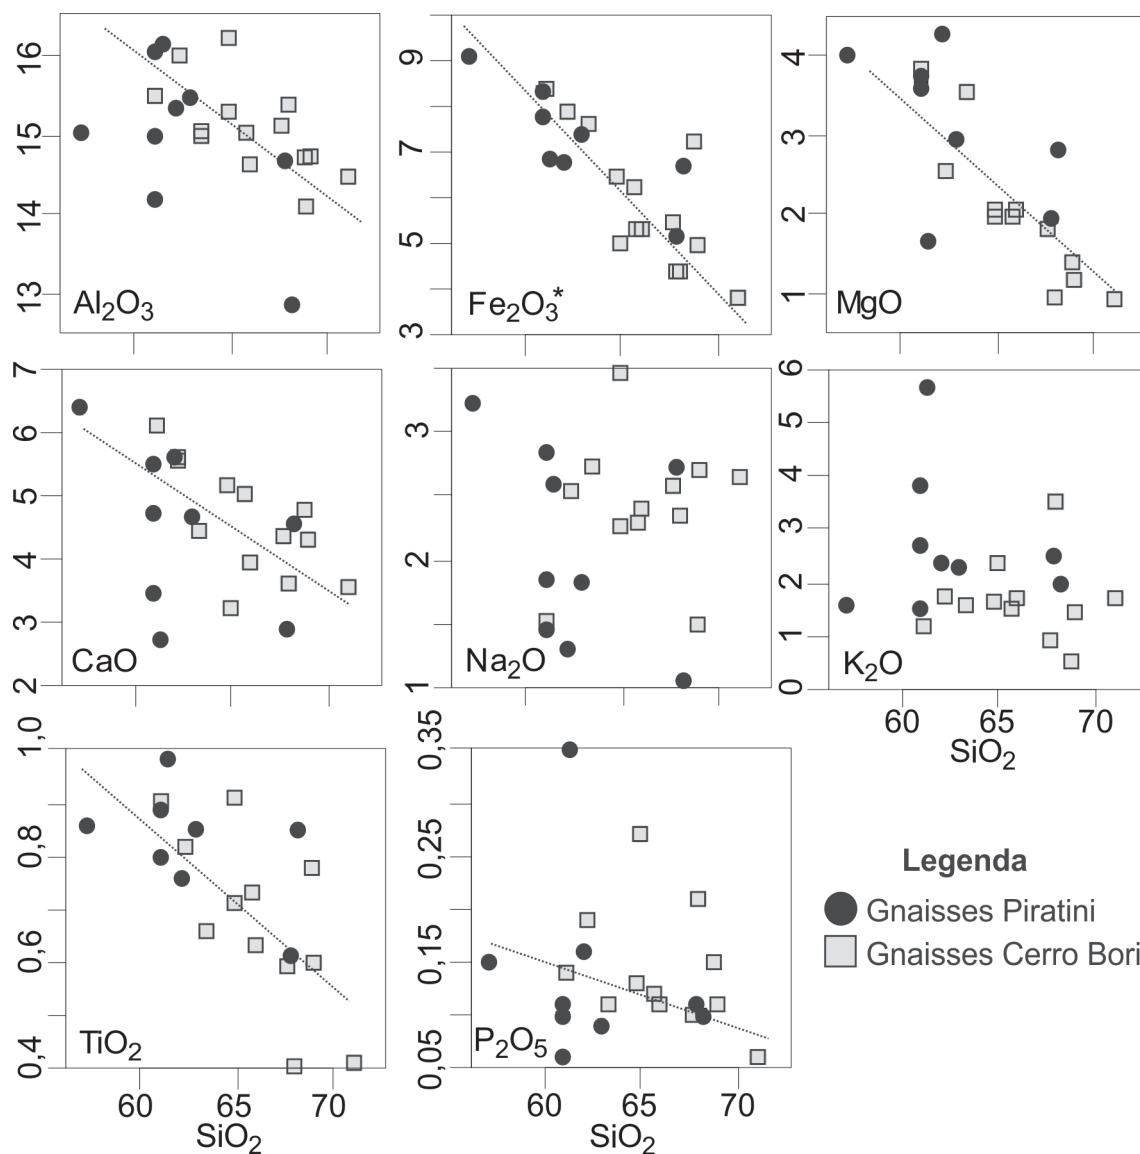 16
15
14
13
Al2O3
9
7
5
3
Fe2O3*
4
3
2
1
MgO
7
6
5
4
3
2
CaO
3
2
1
Na2O
6
5
4
3
2
1
0
K2O
60 65 70
SiO2
1,0
0,8
0,6
0,4
TiO2
60 65 70
SiO2
0,35
0,25
0,15
0,05
P2O5
60 65 70
SiO2
Legenda
Gnaisses Piratini
Gnaisses Cerro Bori